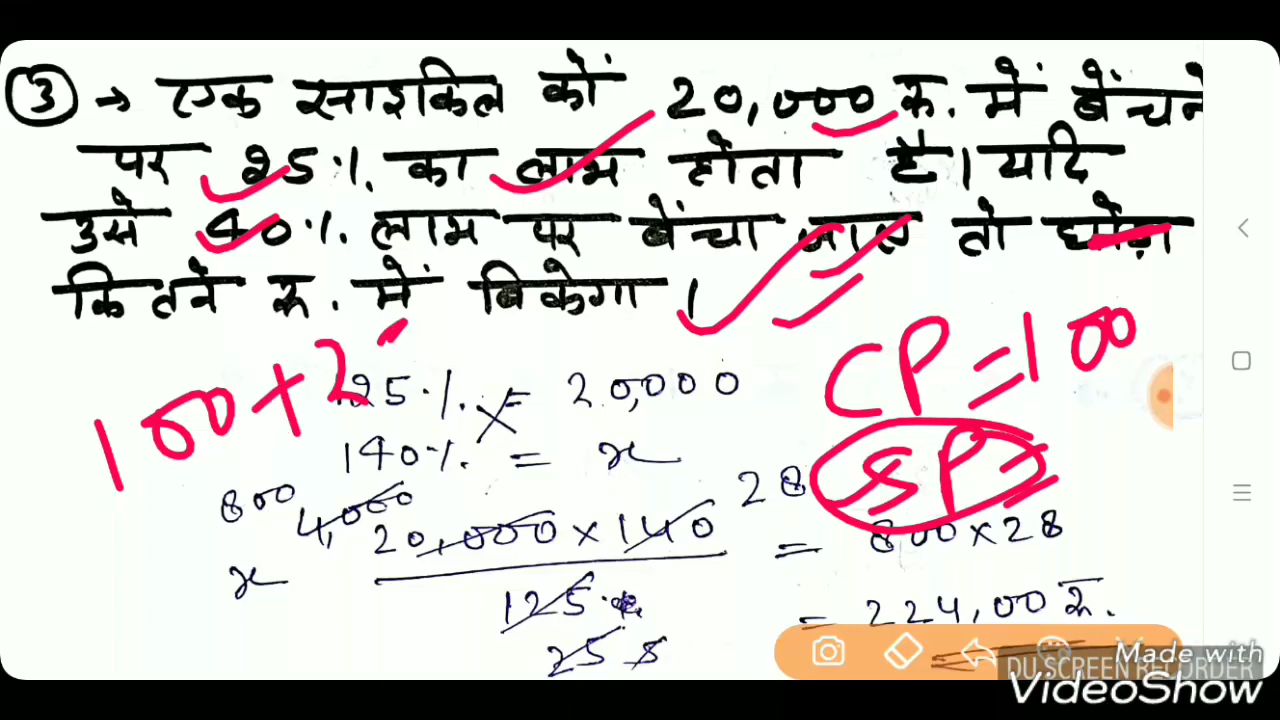 ③ → एक साइकिल कों 20,000 रु. में बेंचने
पर 25%. का लाभ होता है। यदि
उसे 40%. लाभ पर बेंचा जाए तो घोड़ा
कितने रु. में बिकेगा।
CP = 100
100 + 2
25%. = 20,000
140%. = x
SP =
800
4,000
28
x 20,000 × 140 = 800 × 28
125
25 5
= 224,00 रु.
Made with
DU SCREEN RECORDER
VideoShow